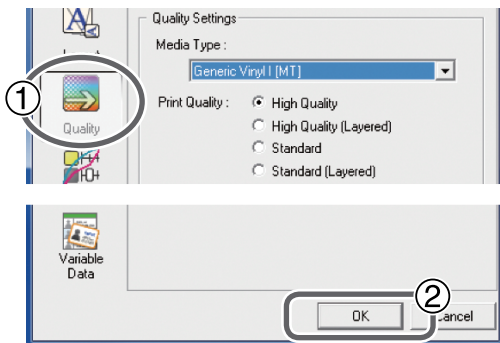 Quality Settings
Media Type :
Generic Vinyl I [MT]
1
Print Quality :
High Quality
Quality
High Quality (Layered)
Standard
Standard (Layered)
Variable
Data
2
OK
Cancel